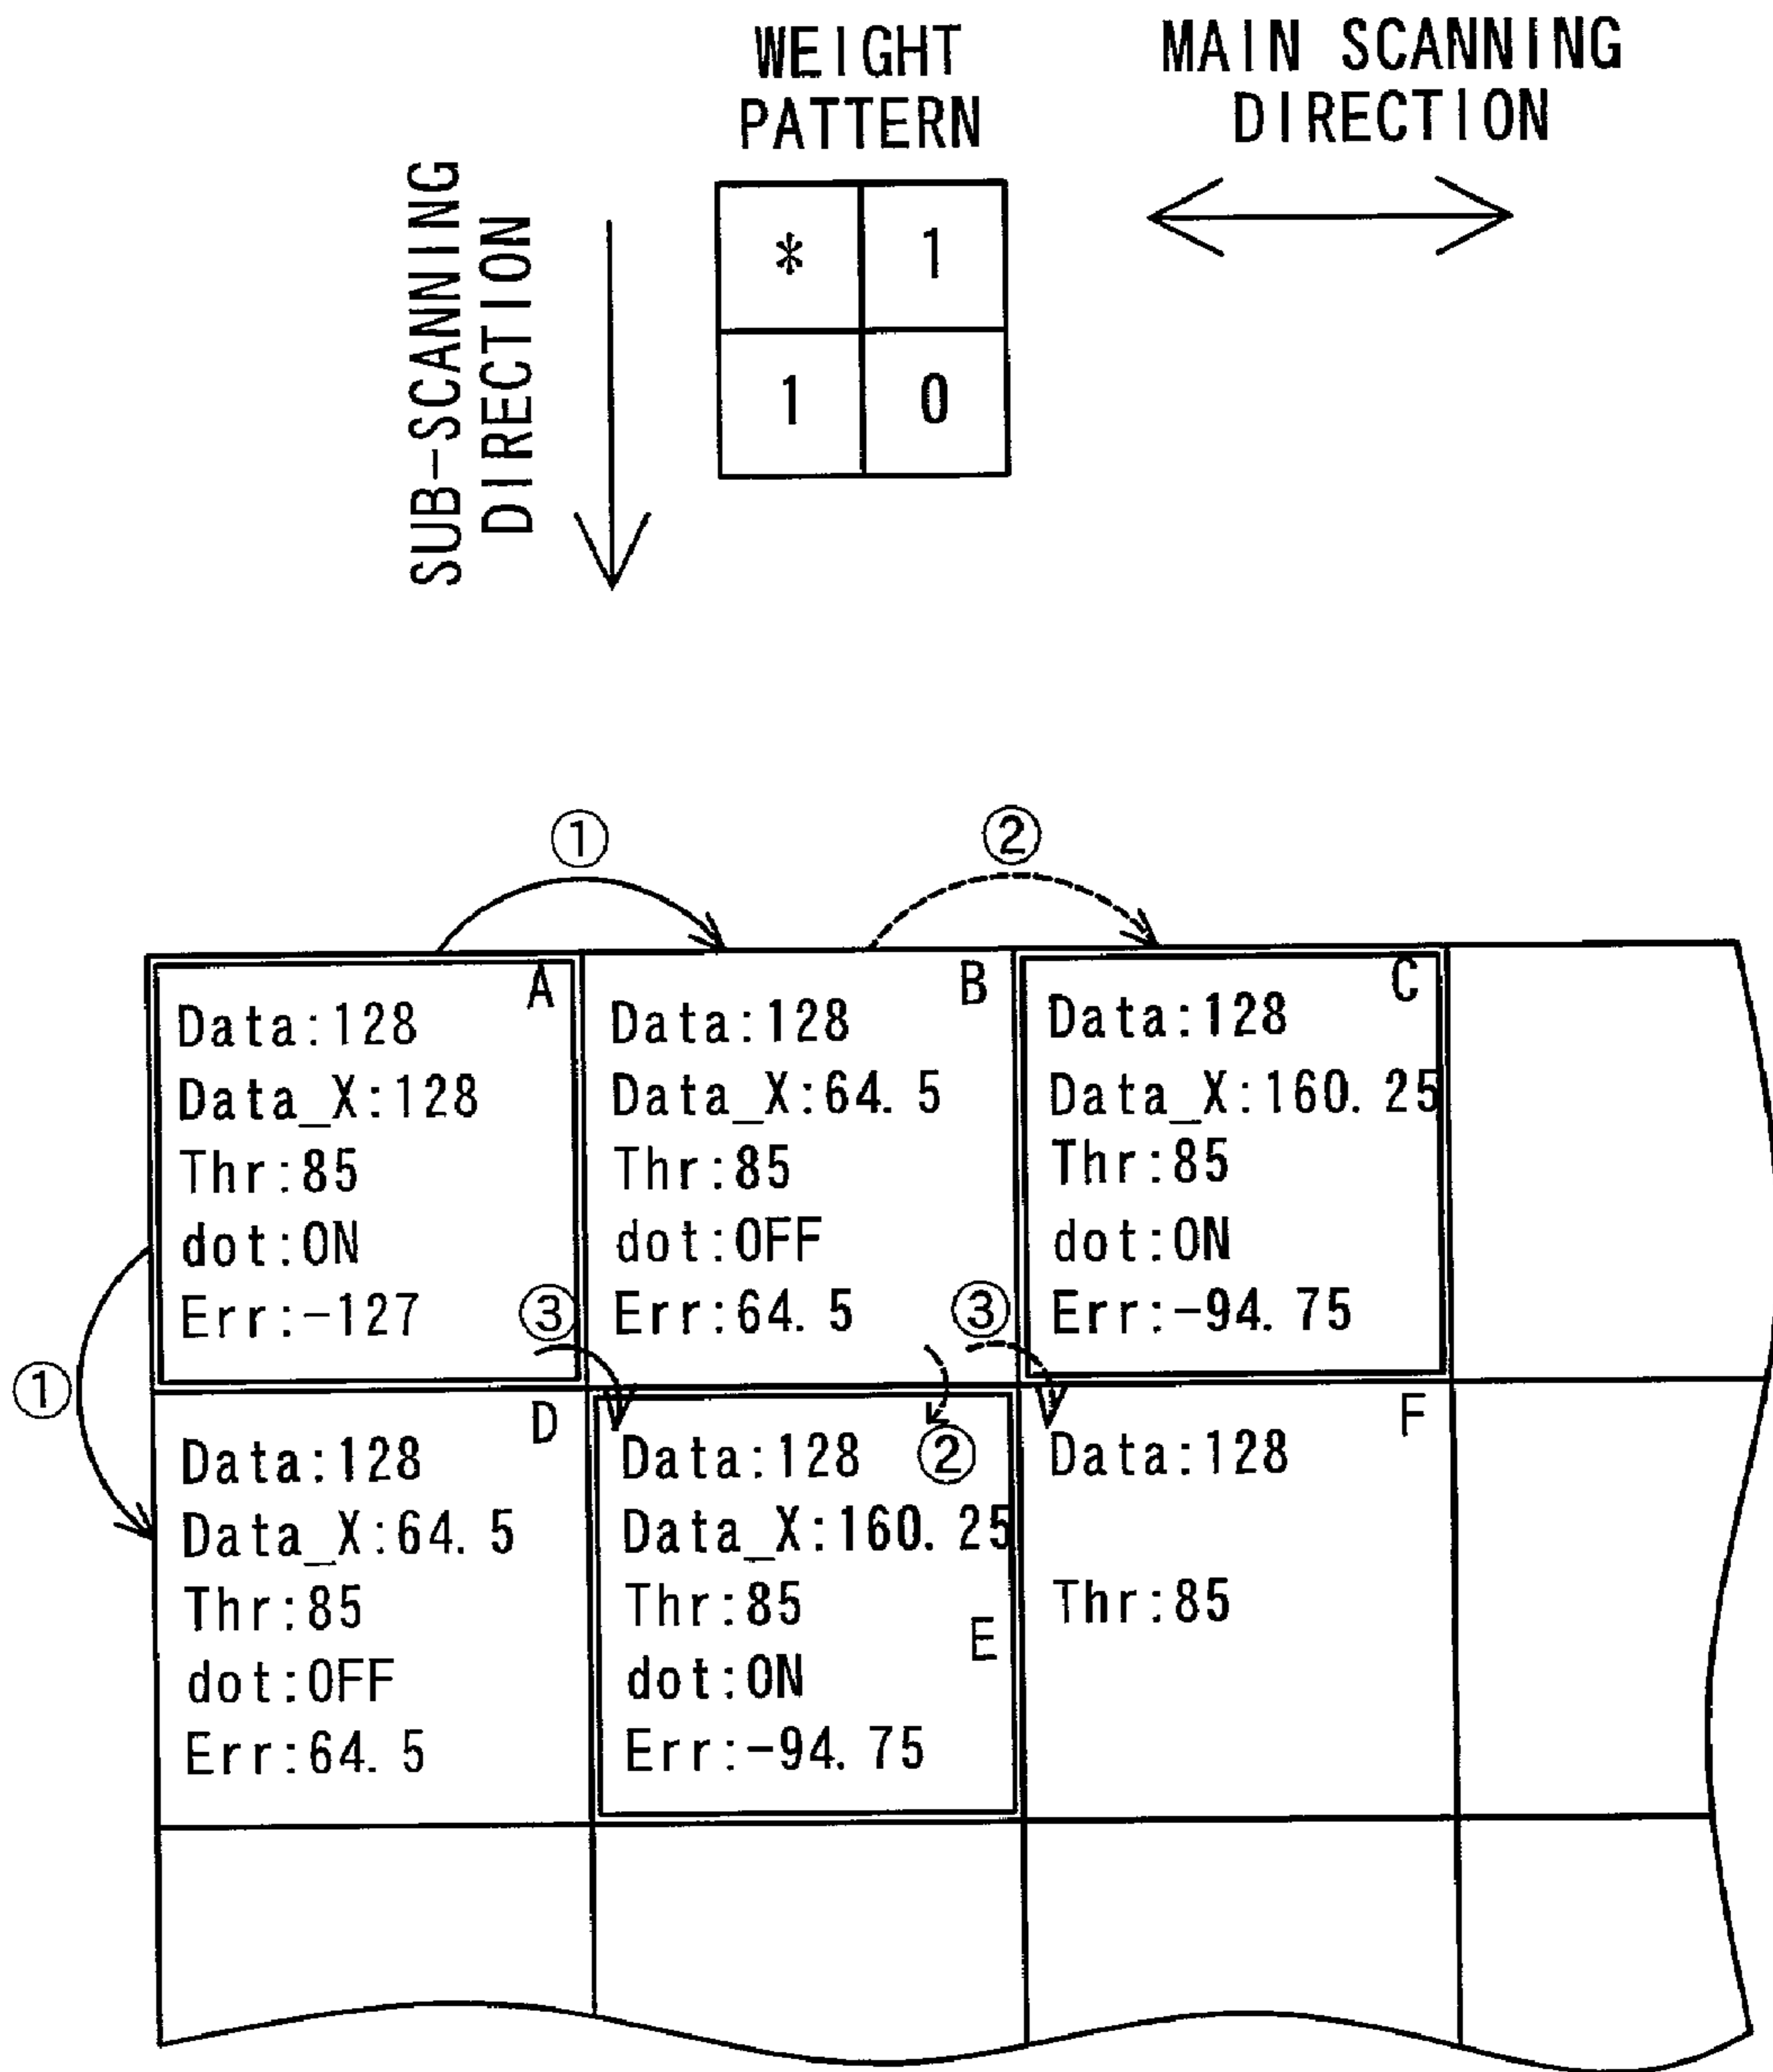 WEIGHT
PATTERN
MAIN SCANNING
DIRECTION
SUB-SCANNING
DIRECTION
* 1
1 0
① ②
A
Data:128
Data_X:128
Thr:85
dot:ON
Err:-127
B
Data:128
Data_X:64.5
Thr:85
dot:OFF
Err:64.5
C
Data:128
Data_X:160.25
Thr:85
dot:ON
Err:-94.75
③ ③
①
D
Data:128
Data_X:64.5
Thr:85
dot:OFF
Err:64.5
②
Data:128
Data_X:160.25
Thr:85
E
dot:ON
Err:-94.75
F
Data:128
Thr:85